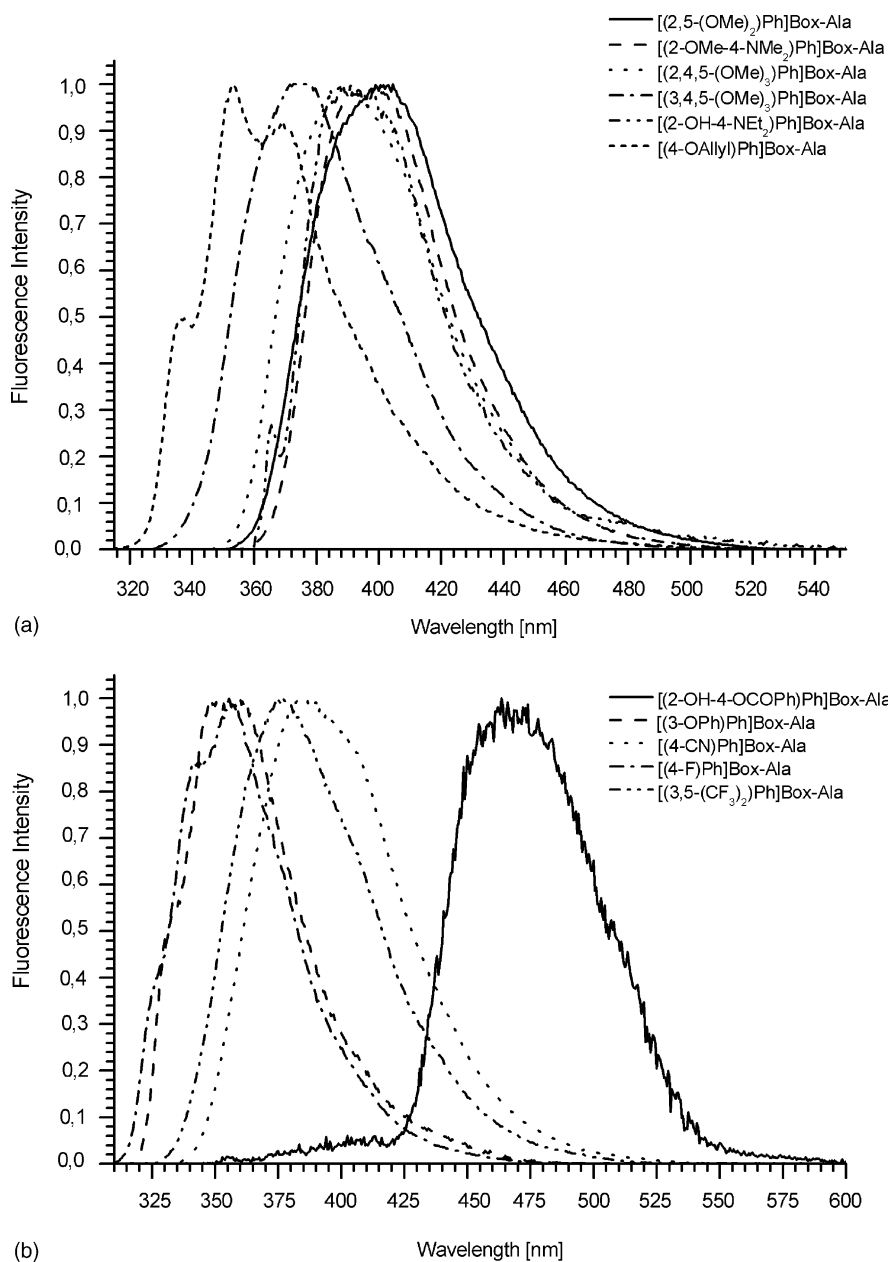 [(2,5-(OMe)2)Ph]Box-Ala
[(2-OMe-4-NMe2)Ph]Box-Ala
[(2,4,5-(OMe)3)Ph]Box-Ala
[(3,4,5-(OMe)3)Ph]Box-Ala
[(2-OH-4-NEt2)Ph]Box-Ala
[(4-OAllyl)Ph]Box-Ala
Fluorescence Intensity
1,0
0,9
0,8
0,7
0,6
0,5
0,4
0,3
0,2
0,1
0,0
320 340 360 380 400 420 440 460 480 500 520 540
Wavelength [nm]
(a)
[(2-OH-4-OCOPh)Ph]Box-Ala
[(3-OPh)Ph]Box-Ala
[(4-CN)Ph]Box-Ala
[(4-F)Ph]Box-Ala
[(3,5-(CF3)2)Ph]Box-Ala
Fluorescence Intensity
1,0
0,9
0,8
0,7
0,6
0,5
0,4
0,3
0,2
0,1
0,0
325 350 375 400 425 450 475 500 525 550 575 600
Wavelength [nm]
(b)